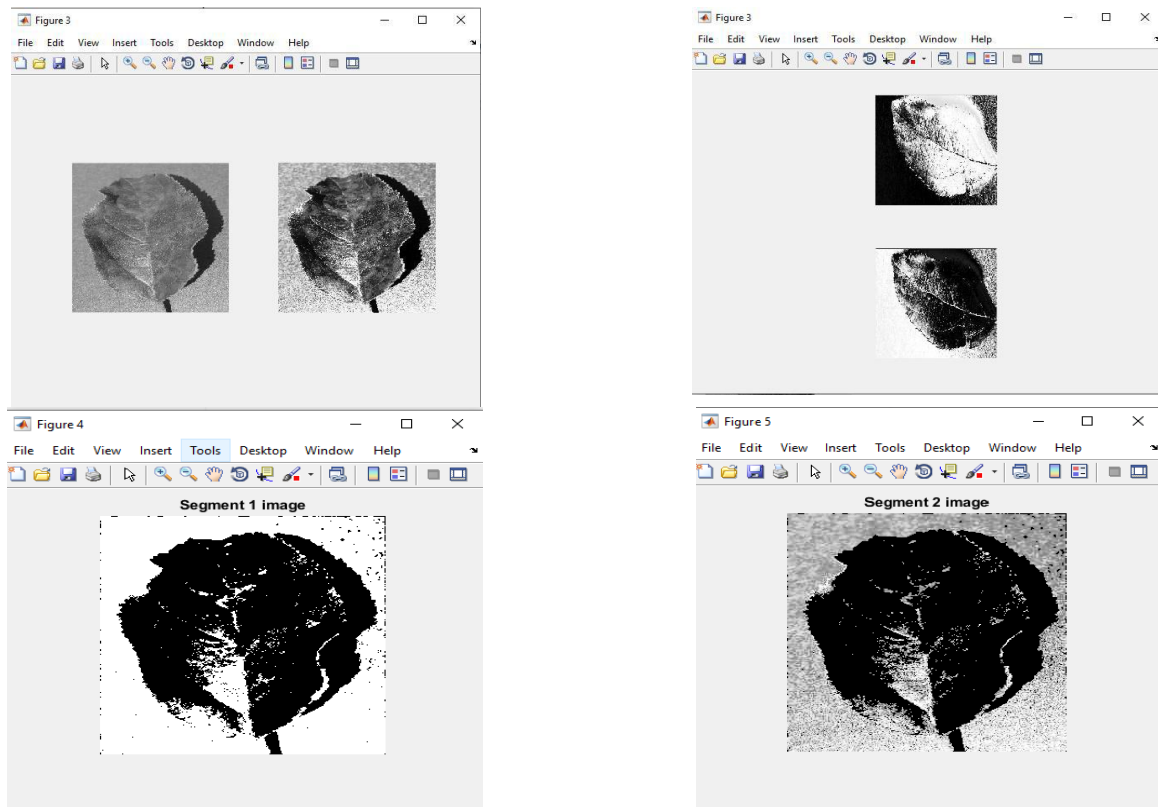 Figure 3
File Edit View Insert Tools Desktop Window Help
Figure 3
File Edit View Insert Tools Desktop Window Help
Figure 4
File Edit View Insert Tools Desktop Window Help
Segment 1 image
Figure 5
File Edit View Insert Tools Desktop Window Help
Segment 2 image